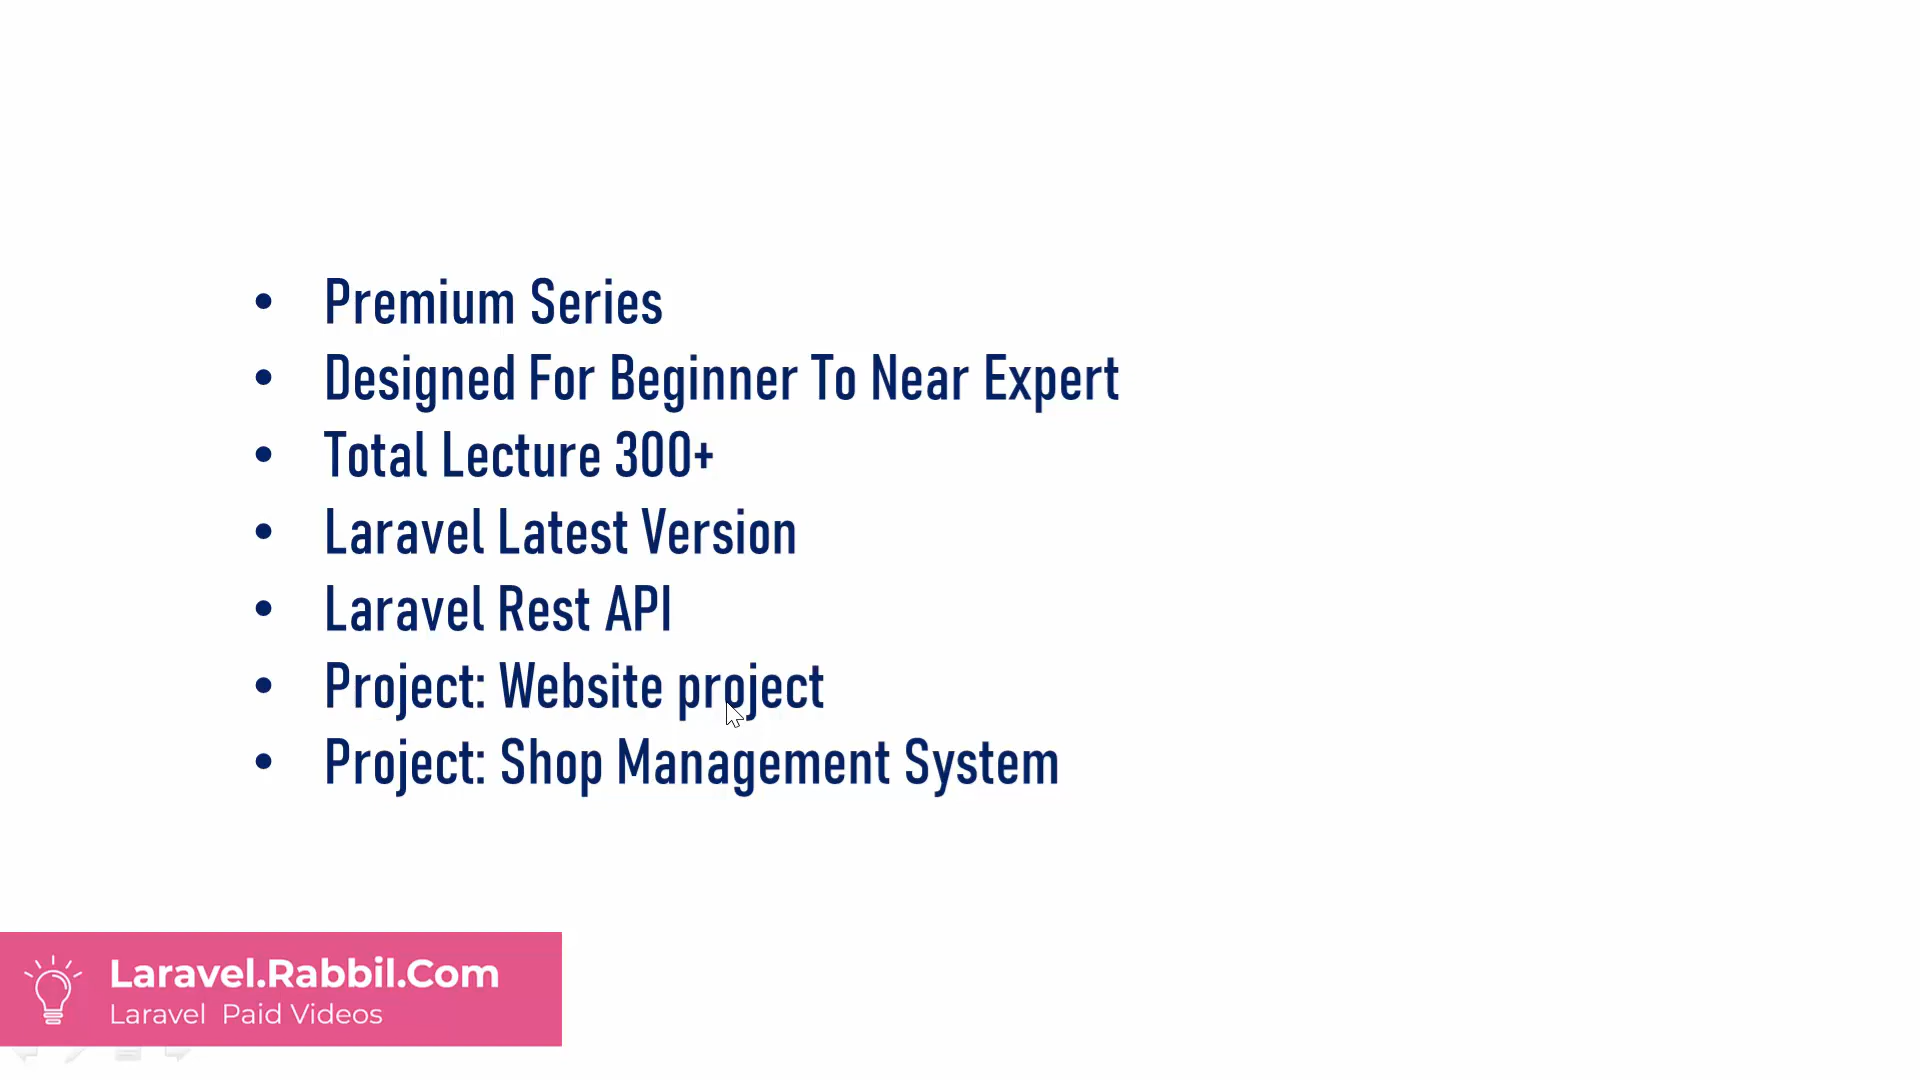 • Premium Series
• Designed For Beginner To Near Expert
• Total Lecture 300+
• Laravel Latest Version
• Laravel Rest API
• Project: Website project
• Project: Shop Management System
Laravel.Rabbil.Com
Laravel Paid Videos